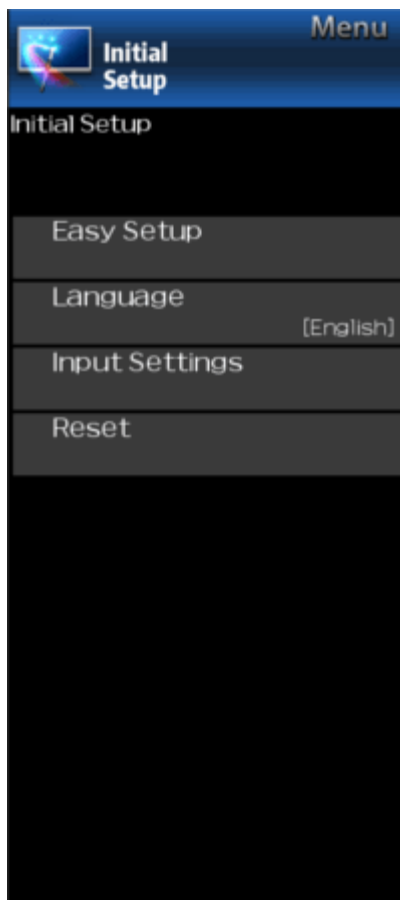 Menu
Initial
Setup
Initial Setup
Easy Setup
Language
[English]
Input Settings
Reset